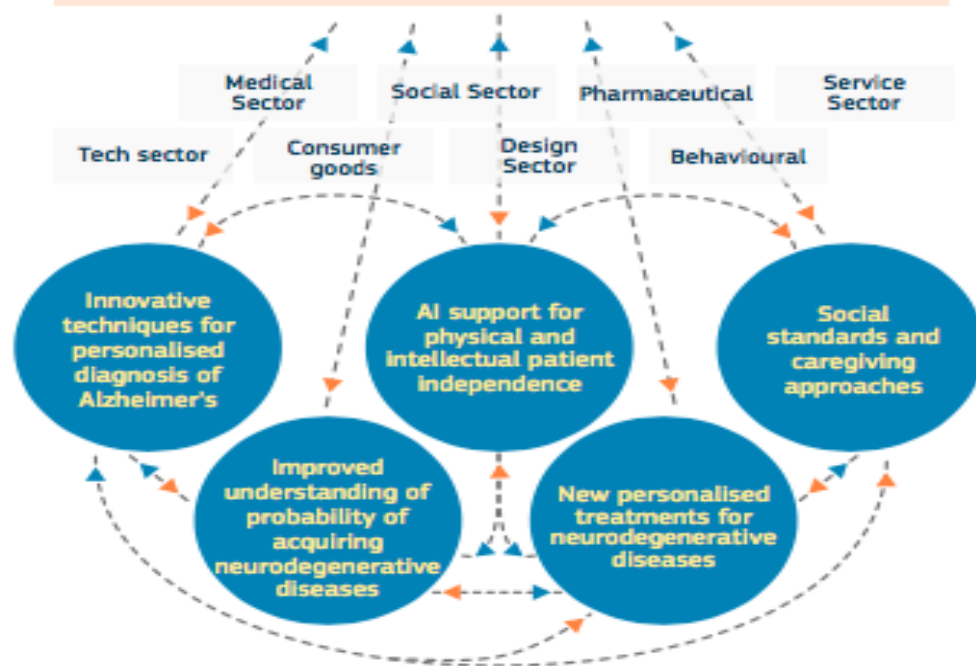 Medical
Sector
Social Sector
Pharmaceutical
Service
Sector
Tech sector
Consumer
goods
Design
Sector
Behavioural
Innovative
techniques for
personalised
diagnosis of
Alzheimer's
AI support for
physical and
intellectual patient
independence
Social
standards and
caregiving
approaches
Improved
understanding of
probability of
acquiring
neurodegenerative
diseases
New personalised
treatments for
neurodegenerative
diseases